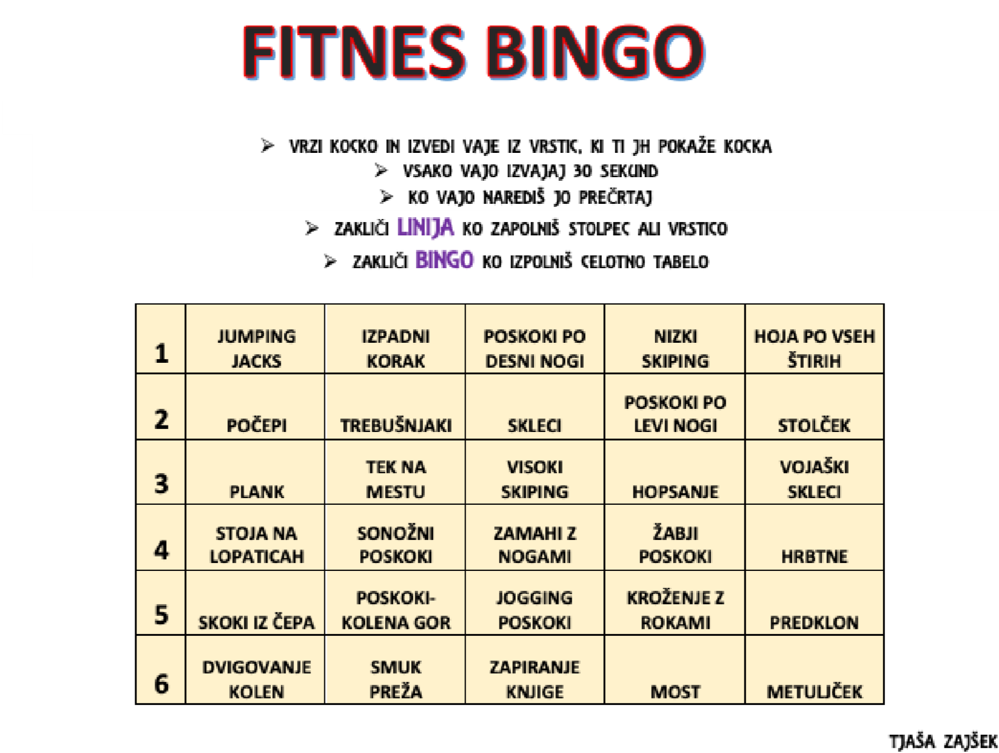 FITNES BINGO
➢ VRZI KOCKO IN IZVEDI VAJE IZ VRSTIC, KI TI JH POKAŽE KOCKA
➢ VSAKO VAJO IZVAJAJ 30 SEKUND
➢ KO VAJO NAREDIŠ JO PREČRTAJ
➢ ZAKLIČI LINIJA KO ZAPOLNIŠ STOLPEC ALI VRSTICO
➢ ZAKLIČI BINGO KO IZPOLNIŠ CELOTNO TABELO
1
JUMPING
JACKS
IZPADNI
KORAK
POSKOKI PO
DESNI NOGI
NIZKI
SKIPING
HOJA PO VSEH
ŠTIRIH
2
POČEPI
TREBUŠNJAKI
SKLECI
POSKOKI PO
LEVI NOGI
STOLČEK
3
PLANK
TEK NA
MESTU
VISOKI
SKIPING
HOPSANJE
VOJAŠKI
SKLECI
4
STOJA NA
LOPATICAH
SONOŽNI
POSKOKI
ZAMAHI Z
NOGAMI
ŽABJI
POSKOKI
HRBTNE
5
SKOKI IZ ČEPA
POSKOKI-
KOLENA GOR
JOGGING
POSKOKI
KROŽENJE Z
ROKAMI
PREDKLON
6
DVIGOVANJE
KOLEN
SMUK
PREŽA
ZAPIRANJE
KNJIGE
MOST
METULJČEK
TJAŠA ZAJŠEK